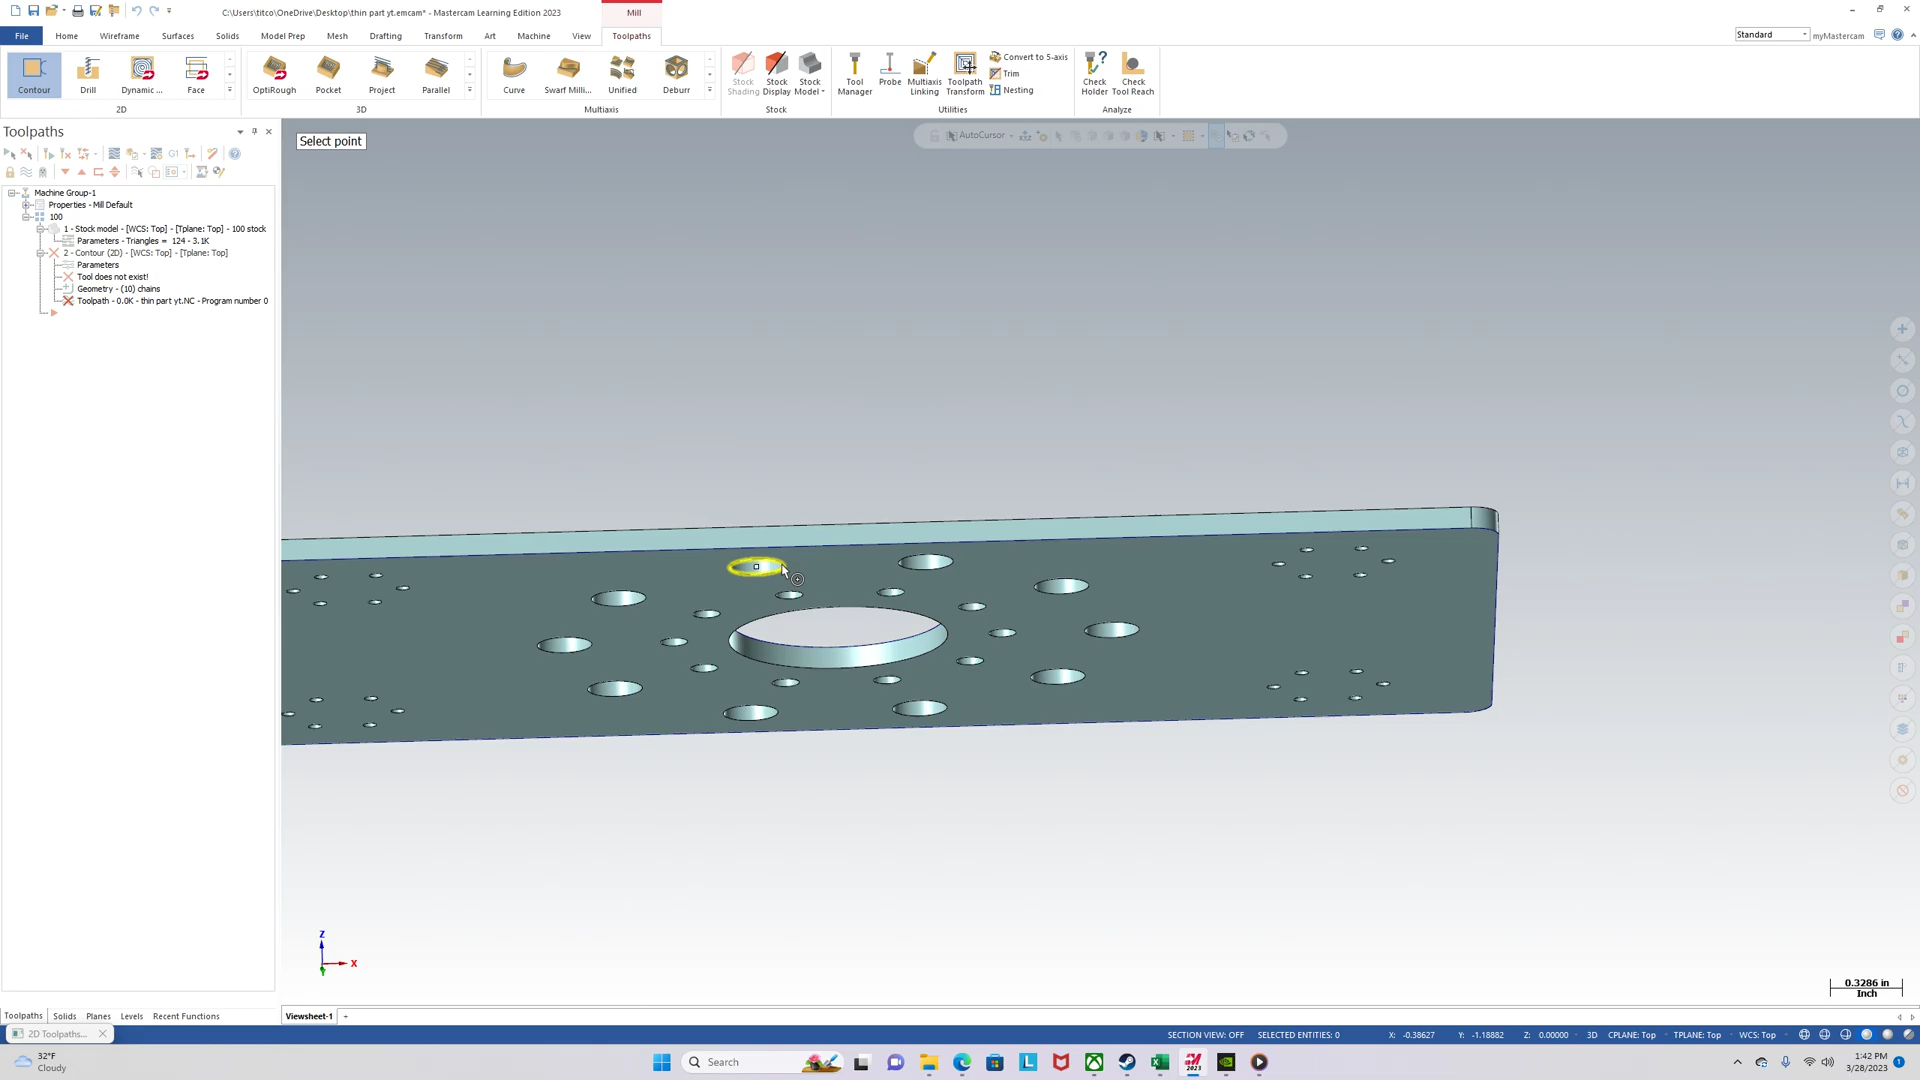 C:\Users\titco\OneDrive\Desktop\thin part yt.emcam* - Mastercam Learning Edition 2023
Mill
File Home Wireframe Surfaces Solids Model Prep Mesh Drafting Transform Art Machine View Toolpaths
Standard myMastercam
Contour Drill Dynamic ... Face
2D
OptiRough Pocket Project Parallel
3D
Curve Swarf Milli... Unified Deburr
Multiaxis
Stock Shading Stock Display Stock Model
Stock
Tool Manager Probe Multiaxis Linking Toolpath Transform
Convert to 5-axis
Trim
Nesting
Utilities
Check Holder Check Tool Reach
Analyze
Toolpaths
Select point
AutoCursor
G1
Machine Group-1
Properties - Mill Default
100
1 - Stock model - [WCS: Top] - [Tplane: Top] - 100 stock
Parameters - Triangles = 124 - 3.1K
2 - Contour (2D) - [WCS: Top] - [Tplane: Top]
Parameters
Tool does not exist!
Geometry - (10) chains
Toolpath - 0.0K - thin part yt.NC - Program number 0
Z
X
0.3286 in
Inch
Toolpaths Solids Planes Levels Recent Functions
Viewsheet-1 +
2D Toolpaths...
SECTION VIEW: OFF SELECTED ENTITIES: 0 X: -0.38627 Y: -1.18882 Z: 0.00000 3D CPLANE: Top TPLANE: Top WCS: Top
32°F
Cloudy
Search
2023
1:42 PM
3/28/2023
1